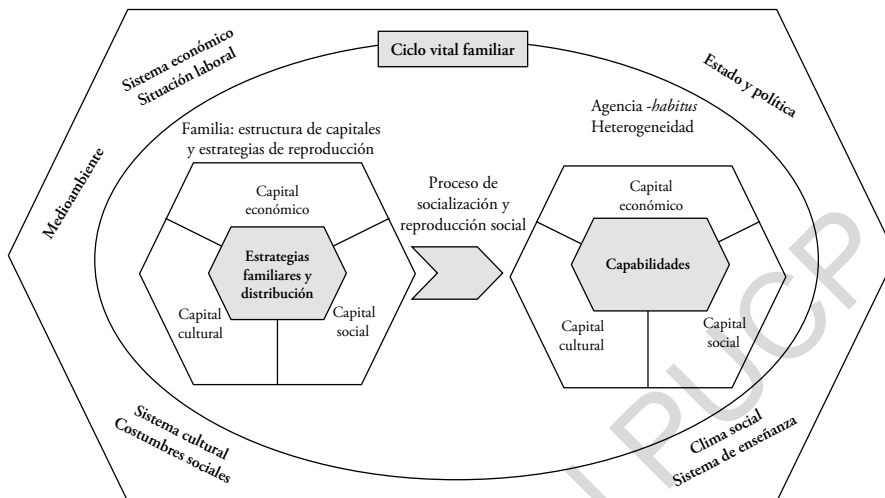 Ciclo vital familiar
Sistema económico
Situación laboral
Estado y política
Medioambiente
Familia: estructura de capitales
y estrategias de reproducción
Capital
económico
Estrategias
familiares y
distribución
Capital
cultural
Capital
social
Proceso de
socialización y
reproducción social
Agencia -habitus
Heterogeneidad
Capital
económico
Capabilidades
Capital
cultural
Capital
social
Sistema cultural
Costumbres sociales
Clima social
Sistema de enseñanza
PUCP